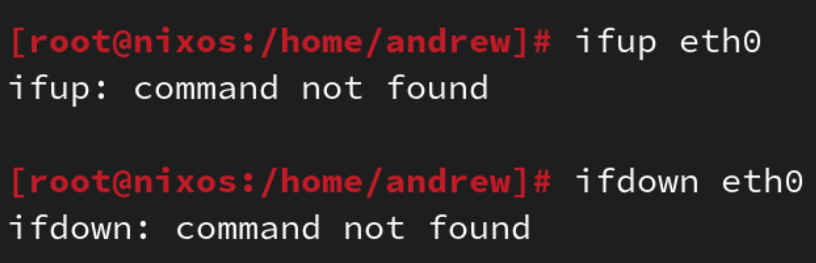 [root@nixos:/home/andrew]# ifup eth0
ifup: command not found
[root@nixos:/home/andrew]# ifdown eth0
ifdown: command not found